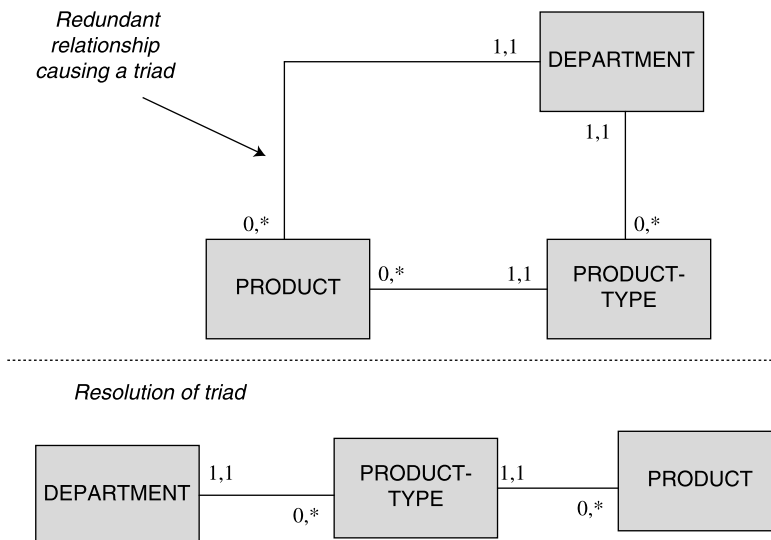 Redundant
relationship
causing a triad
1,1
DEPARTMENT
1,1
0,*
0,*
PRODUCT
0,*
1,1
PRODUCT-
TYPE
Resolution of triad
DEPARTMENT
1,1
0,*
PRODUCT-
TYPE
1,1
0,*
PRODUCT